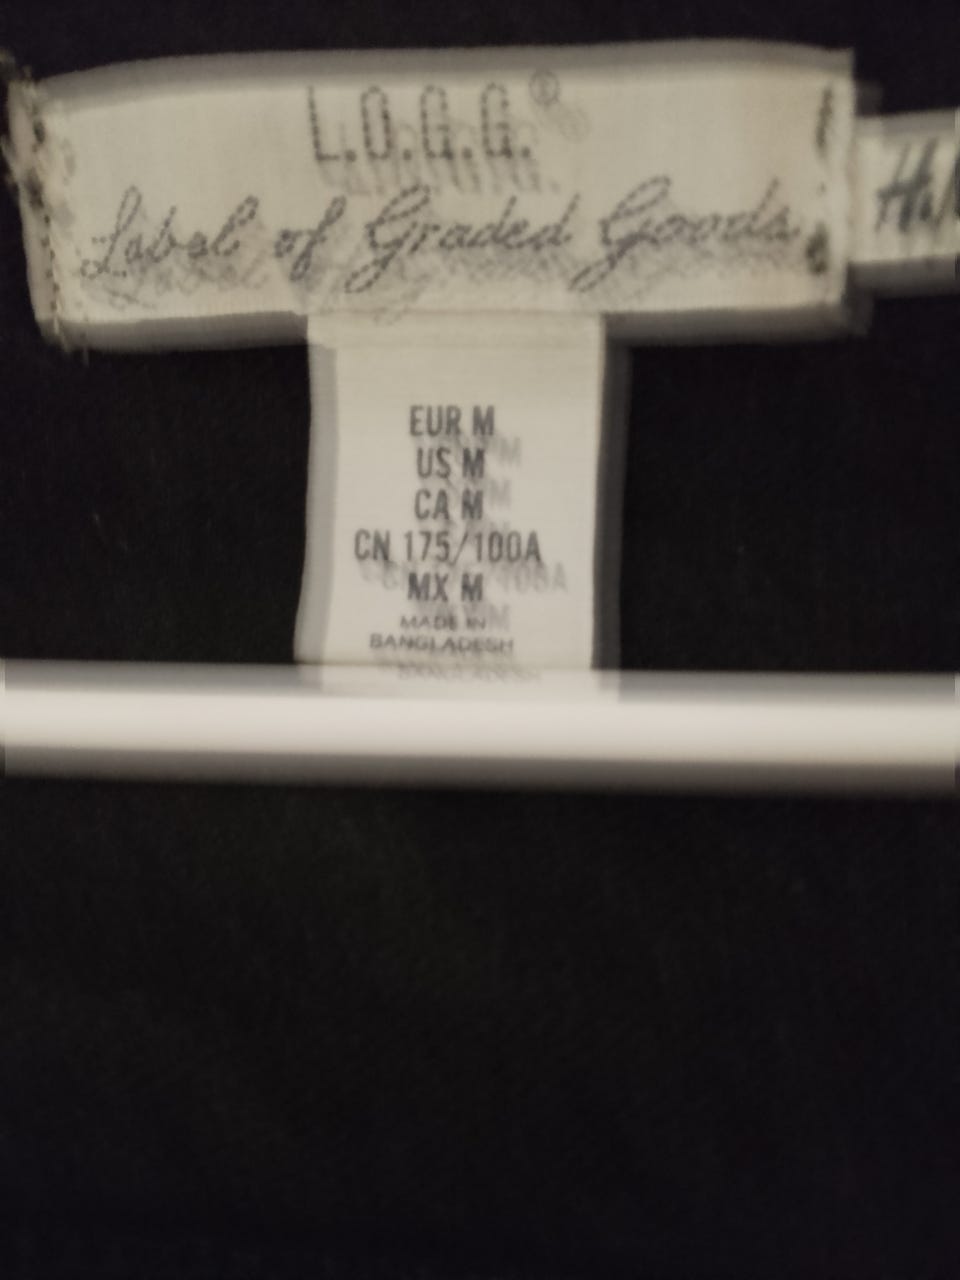 L.O.G.G.®
Label of Graded Goods
EUR M
US M
CA M
CN 175/100A
MX M
MADE IN
BANGLADESH